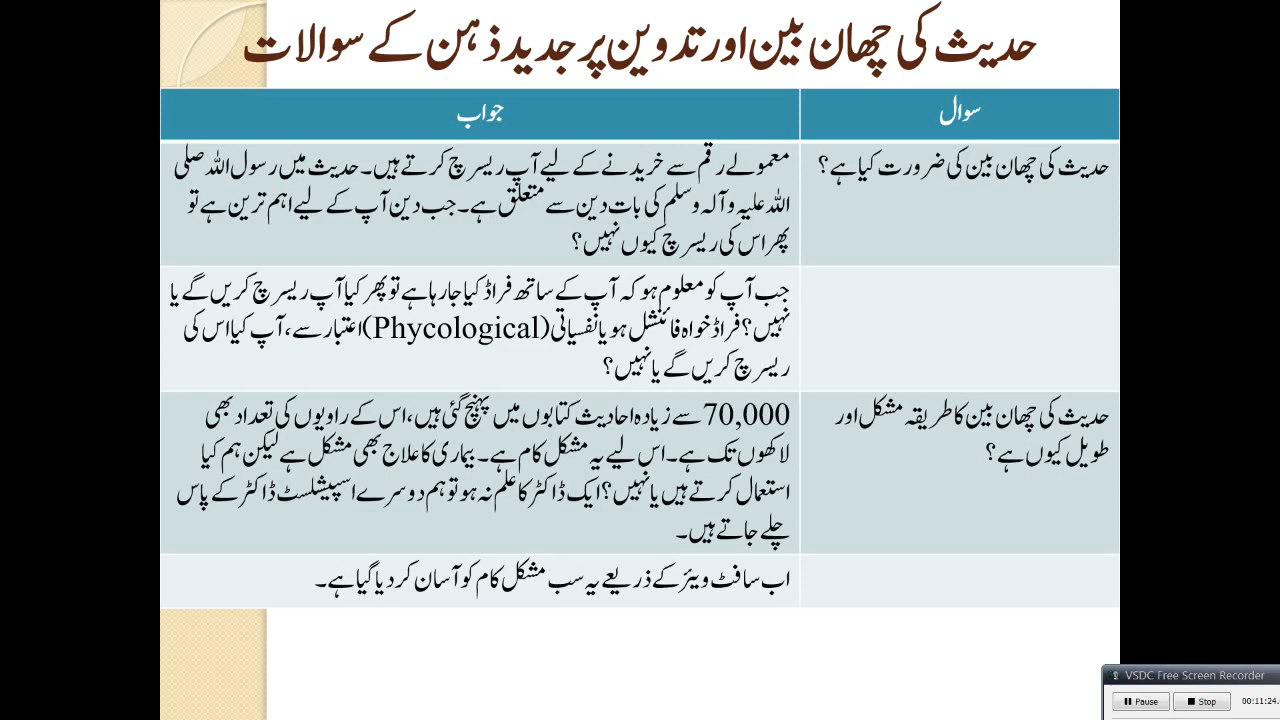 حدیث کی چھان بین اور تدوین پر جدید ذہن کے سوالات
سوال
جواب
حدیث کی چھان بین کی ضرورت کیا ہے؟
معمولے رقم سے خریدنے کے لیے آپ ریسرچ کرتے ہیں۔ حدیث میں رسول اللہ صلی
اللہ علیہ وآلہ وسلم کی بات دین سے متعلق ہے۔ جب دین آپ کے لیے اہم ترین ہے تو
پھر اس کی ریسرچ کیوں نہیں؟
جب آپ کو معلوم ہو کہ آپ کے ساتھ فراڈ کیا جا رہا ہے تو پھر کیا آپ ریسرچ کریں گے یا
نہیں؟ فراڈ خواہ فائنشل ہو یا نفسیاتی (Phycological) اعتبار سے، آپ کیا اس کی
ریسرچ کریں گے یا نہیں؟
حدیث کی چھان بین کا طریقہ مشکل اور
طویل کیوں ہے؟
70,000 سے زیادہ احادیث کتابوں میں پہنچ گئی ہیں، اس کے راویوں کی تعداد بھی
لاکھوں تک ہے۔ اس لیے یہ مشکل کام ہے۔ بیماری کا علاج بھی مشکل ہے لیکن ہم کیا
استعمال کرتے ہیں یا نہیں؟ ایک ڈاکٹر کا علم نہ ہو تو ہم دوسرے اسپیشلسٹ ڈاکٹر کے پاس
چلے جاتے ہیں۔
اب سافٹ ویئر کے ذریعے یہ سب مشکل کام کو آسان کر دیا گیا ہے۔
VSDC Free Screen Recorder
Pause
Stop
00:11:24.